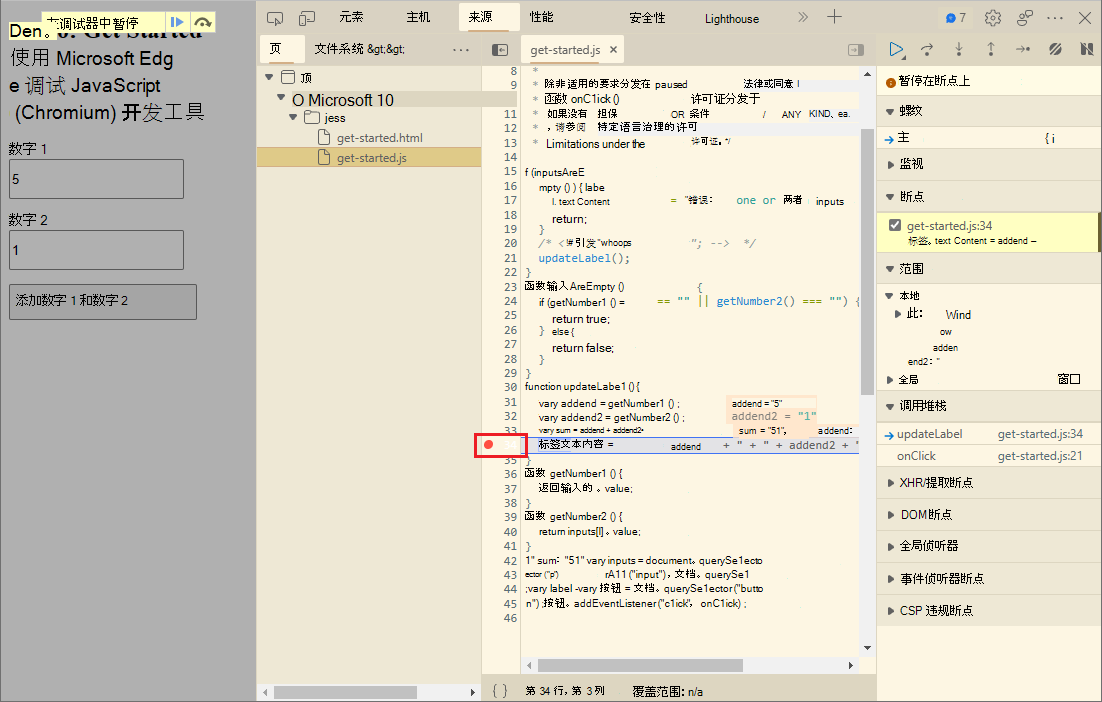 在调试器中暂停
Den。 o: Get Started
使用 Microsoft Edg
e 调试 JavaScript
(Chromium) 开发工具
数字 1
5
数字 2
1
添加数字 1 和数字 2
元素 主机 来源 性能 安全性 Lighthouse 7
页 文件系统 &gt;&gt;
顶
O Microsoft 10
jess
get-started.html
get-started.js
get-started.js
8 *
9 * 除非适用的要求分发在 paused 法律或同意 I
* 函数 onC1ick () 许可证分发于
11 * 如果没有 担保 OR 条件 / ANY KIND、ea.
12 * ，请参阅 特定语言治理的许可
13 * Limitations under the 许可证。*/
14
15 f (inputsAreE
16 mpty () ) { labe
17 l. text Content = "错误： one or 两者 inputs
18 return;
19 }
20 /* <!# 引发"whoops "; --> */
21 updateLabel();
22 }
23 函数输入AreEmpty () {
24 if (getNumber1 () = == "" || getNumber2() === "") {
25 return true;
26 } else {
27 return false;
28 }
29 }
30 function updateLabe1 () {
31 vary addend = getNumber1 () ; addend = "5"
32 vary addend2 = getNumber2 () ; addend2 = "1"
33 vary sum = addend + addend2• sum = "51", addend：
标签文本内容 = addend + " + " + addend2 + "
35 }
36 函数 getNumber1 () {
37 返回输入的 。value;
38 }
39 函数 getNumber2 () {
40 return inputs[l]。value;
41 }
42 1" sum： "51" vary inputs = document。querySe1ecto
43 ector ("p") rA11 ("input")，文档。querySe1
44 ;vary label -vary 按钮 = 文档。querySe1ector ("butto
45 n") ;按钮。addEventListener ("c1ick"， onC1ick) ;
46
{ } 第 34 行，第 3 列 覆盖范围: n/a
暂停在断点上
螺纹
主 { i
监视
断点
get-started.js:34
标签。text Content = addend –
范围
本地
此： Wind
ow
adden
end2： "
全局 窗口
调用堆栈
updateLabel get-started.js:34
onClick get-started.js:21
XHR/提取断点
DOM断点
全局侦听器
事件侦听器断点
CSP 违规断点